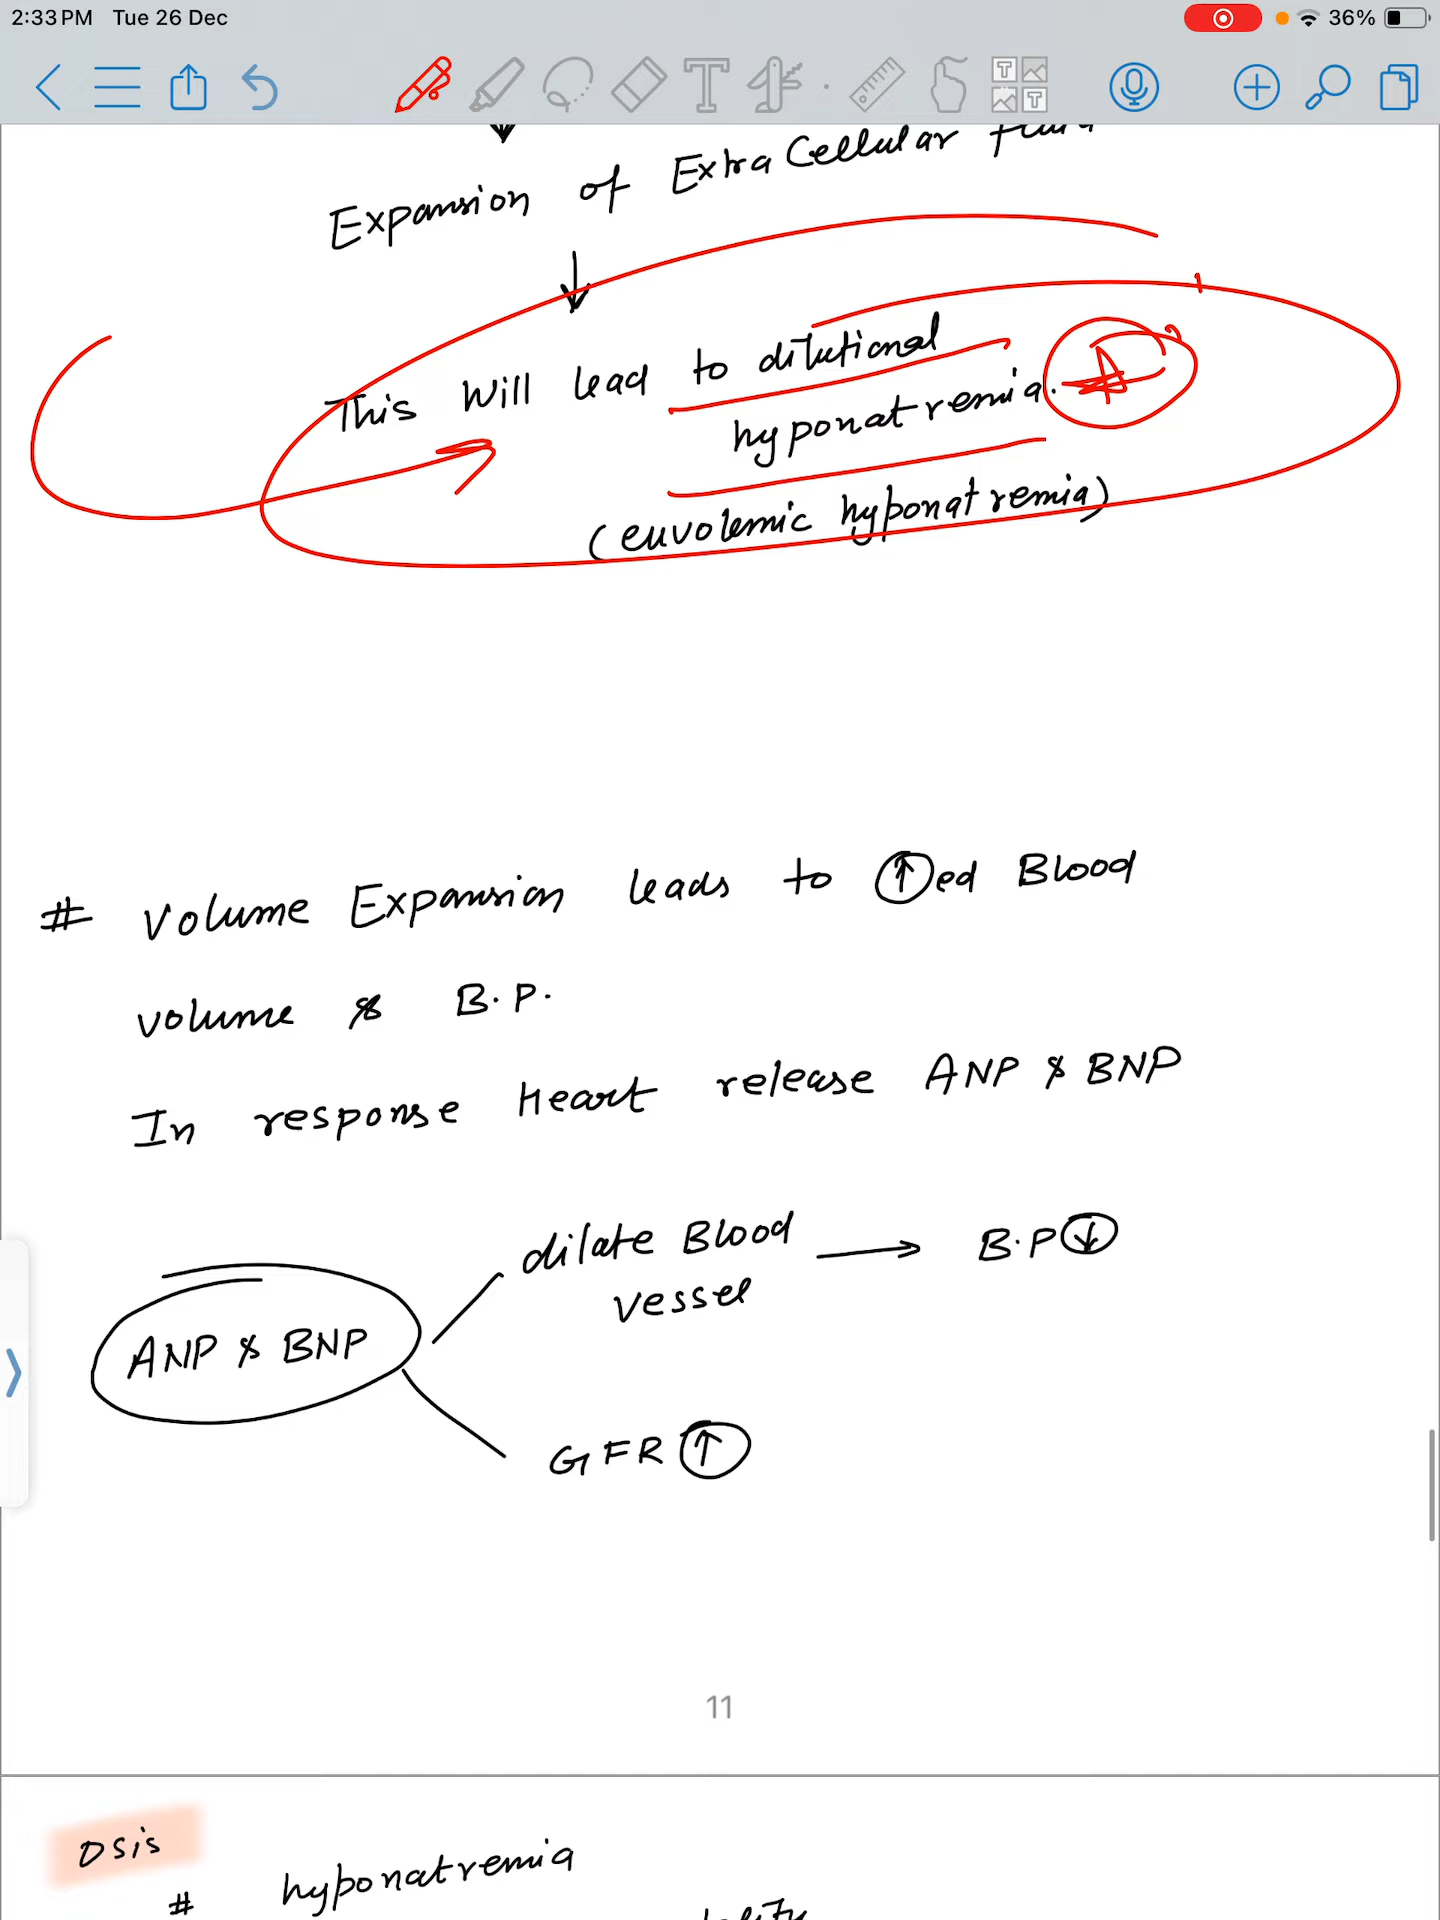 2:33 PM Tue 26 Dec
36%
Expansion of Extra Cellular fluid
This Will lead to dilutional
hyponatremia.
(euvolemic hyponatremia)
# Volume Expansion leads to ↑ed Blood
volume & B.P.
In response Heart release ANP & BNP
dilate Blood → B.P ↓
vessel
ANP & BNP
GFR ↑
11
Dsis
# hyponatremia